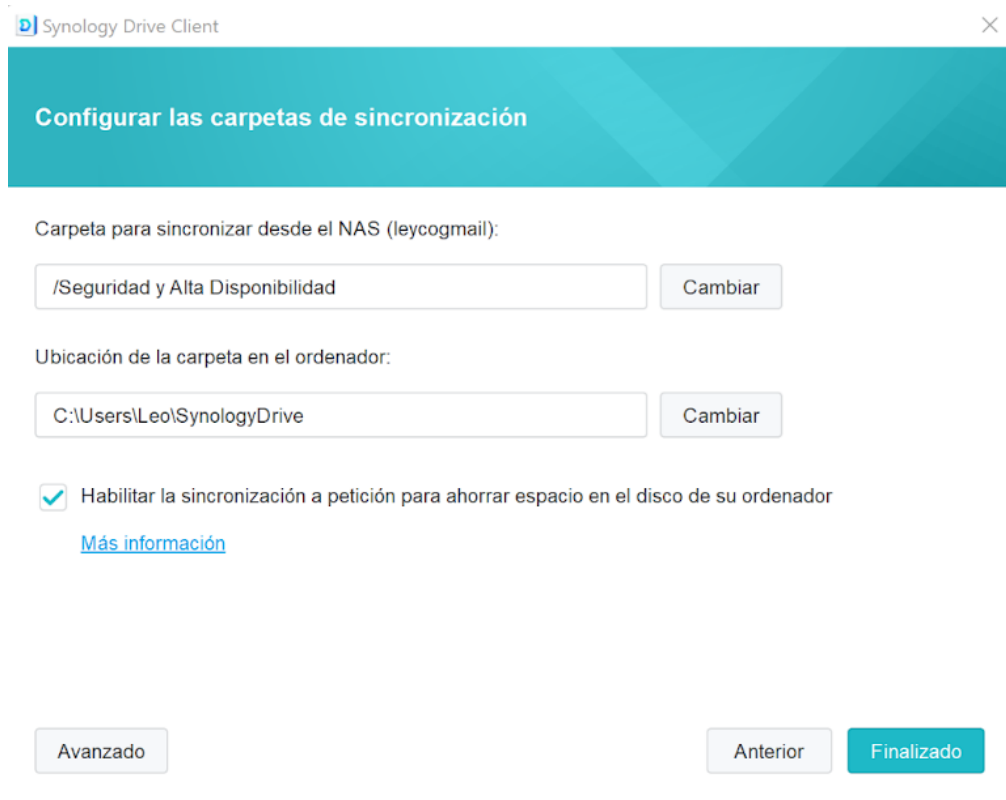 Synology Drive Client
Configurar las carpetas de sincronización
Carpeta para sincronizar desde el NAS (leycogmail):
/Seguridad y Alta Disponibilidad
Cambiar
Ubicación de la carpeta en el ordenador:
C:\Users\Leo\SynologyDrive
Cambiar
Habilitar la sincronización a petición para ahorrar espacio en el disco de su ordenador
Más información
Avanzado
Anterior
Finalizado